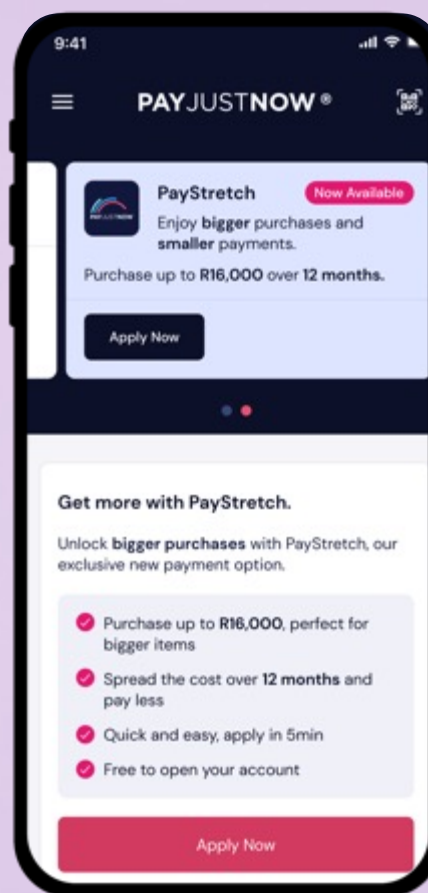 9:41
PAYJUSTNOW®
PAYJUSTNOW
PayStretch
Now Available
Enjoy bigger purchases and
smaller payments.
Purchase up to R16,000 over 12 months.
Apply Now
Get more with PayStretch.
Unlock bigger purchases with PayStretch, our
exclusive new payment option.
Purchase up to R16,000, perfect for
bigger items
Spread the cost over 12 months and
pay less
Quick and easy, apply in 5min
Free to open your account
Apply Now